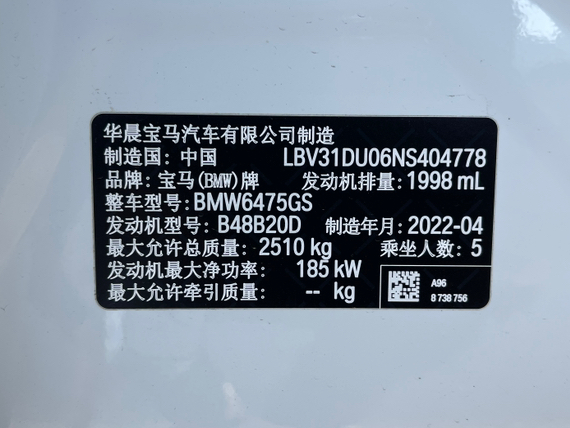 华晨宝马汽车有限公司制造
制造国: 中国 LBV31DU06NS404778
品牌: 宝马(BMW)牌 发动机排量: 1998 mL
整车型号: BMW6475GS
发动机型号: B48B20D 制造年月: 2022-04
最大允许总质量: 2510 kg 乘坐人数: 5
发动机最大净功率: 185 kW
最大允许牵引质量: -- kg
A96
8 738 756